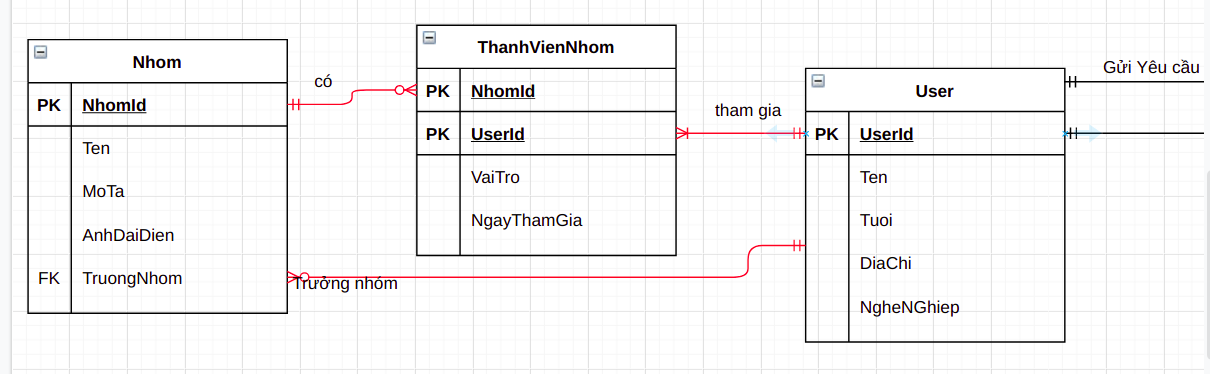 Nhom
PK NhomId
Ten
MoTa
AnhDaiDien
FK TruongNhom
có
ThanhVienNhom
PK NhomId
PK UserId
VaiTro
NgayThamGia
tham gia
Trưởng nhóm
User
PK UserId
Ten
Tuoi
DiaChi
NgheNGhiep
Gửi Yêu cầu